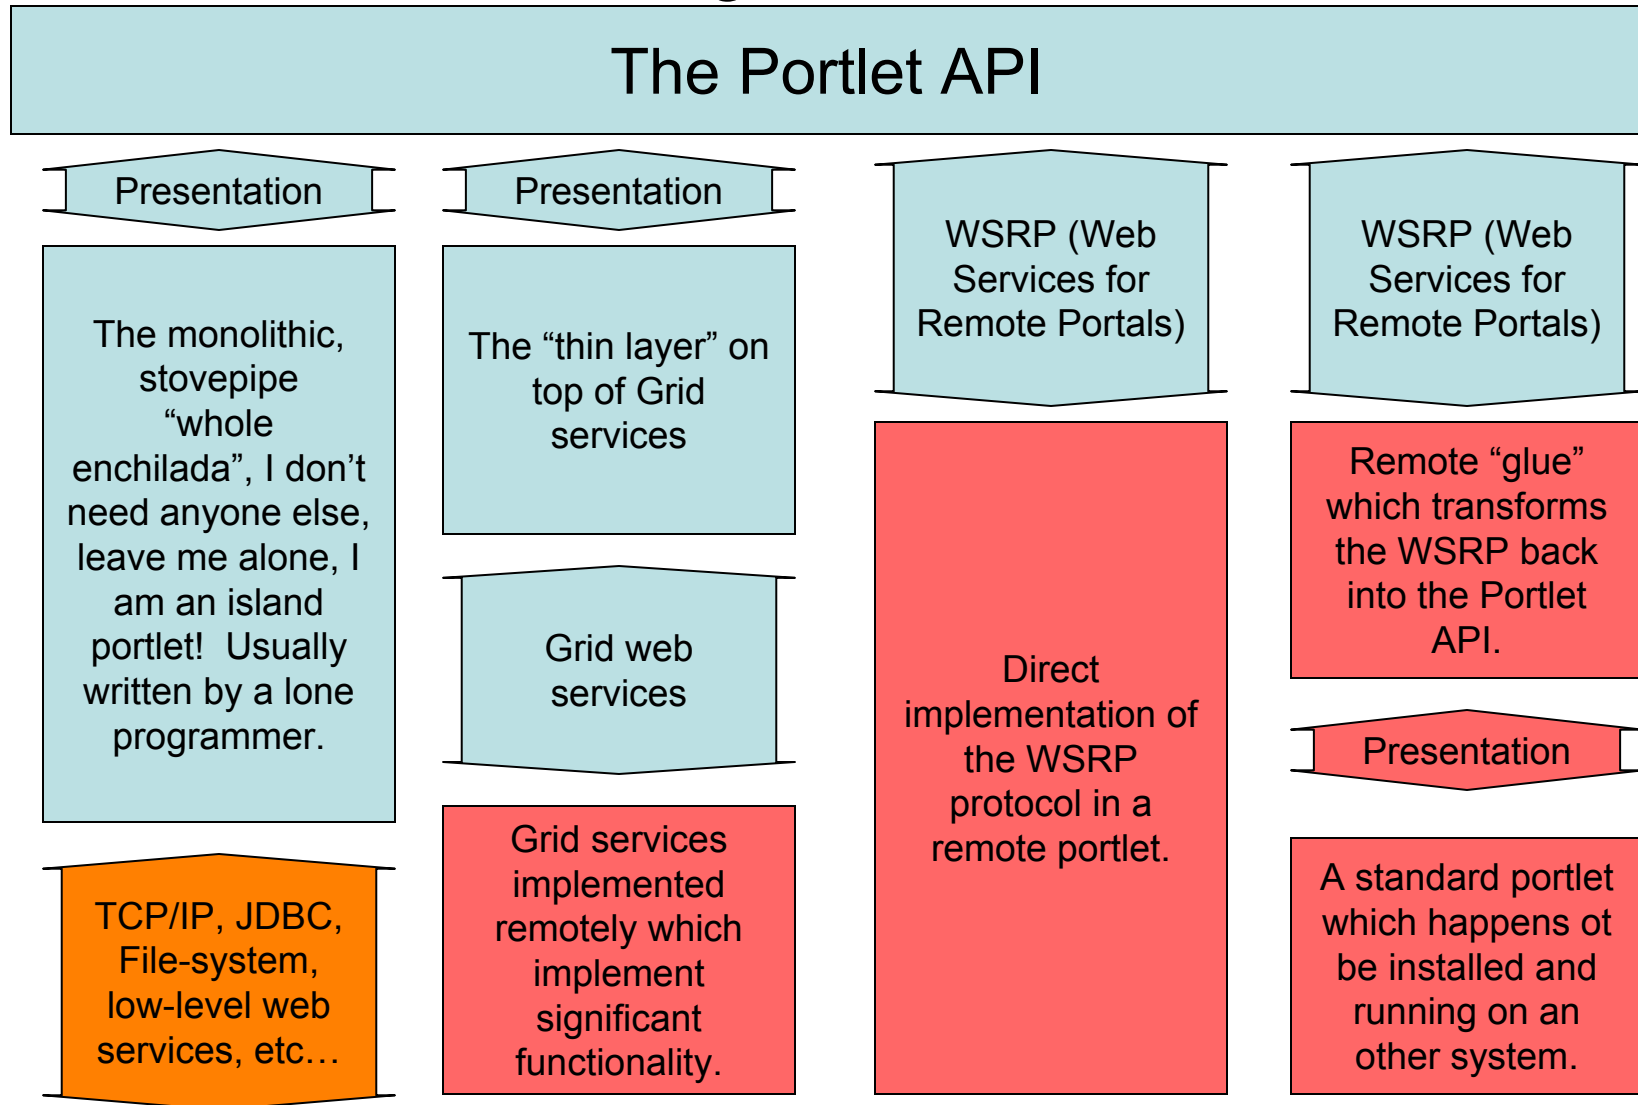 The Portlet API
Presentation
The monolithic,
stovepipe
“whole
enchilada”, I don’t
need anyone else,
leave me alone, I
am an island
portlet!  Usually
written by a lone
programmer.
TCP/IP, JDBC,
File-system,
low-level web
services, etc…
Presentation
The “thin layer” on
top of Grid
services
Grid web
services
Grid services
implemented
remotely which
implement
significant
functionality.
WSRP (Web
Services for
Remote Portals)
Direct
implementation of
the WSRP
protocol in a
remote portlet.
WSRP (Web
Services for
Remote Portals)
Remote “glue”
which transforms
the WSRP back
into the Portlet
API.
Presentation
A standard portlet
which happens ot
be installed and
running on an
other system.